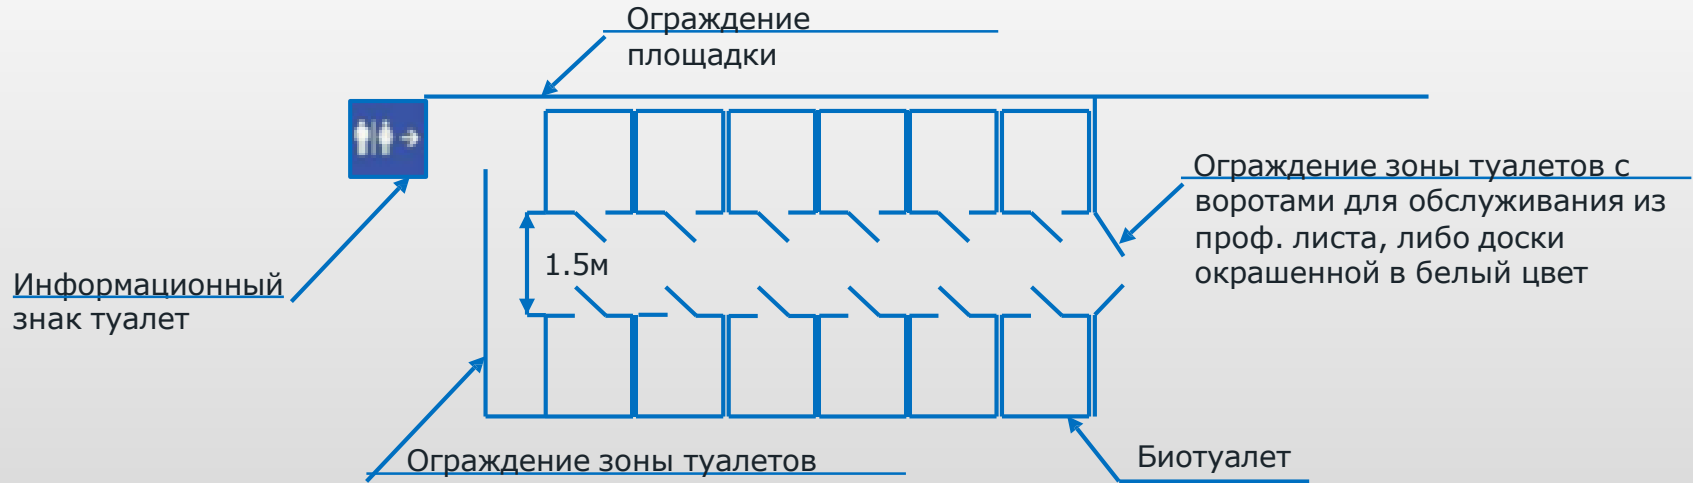 Ограждение
площадки
Ограждение зоны туалетов с
воротами для обслуживания из
проф. листа, либо доски
окрашенной в белый цвет
1.5м
Информационный
знак туалет
Ограждение зоны туалетов
Биотуалет